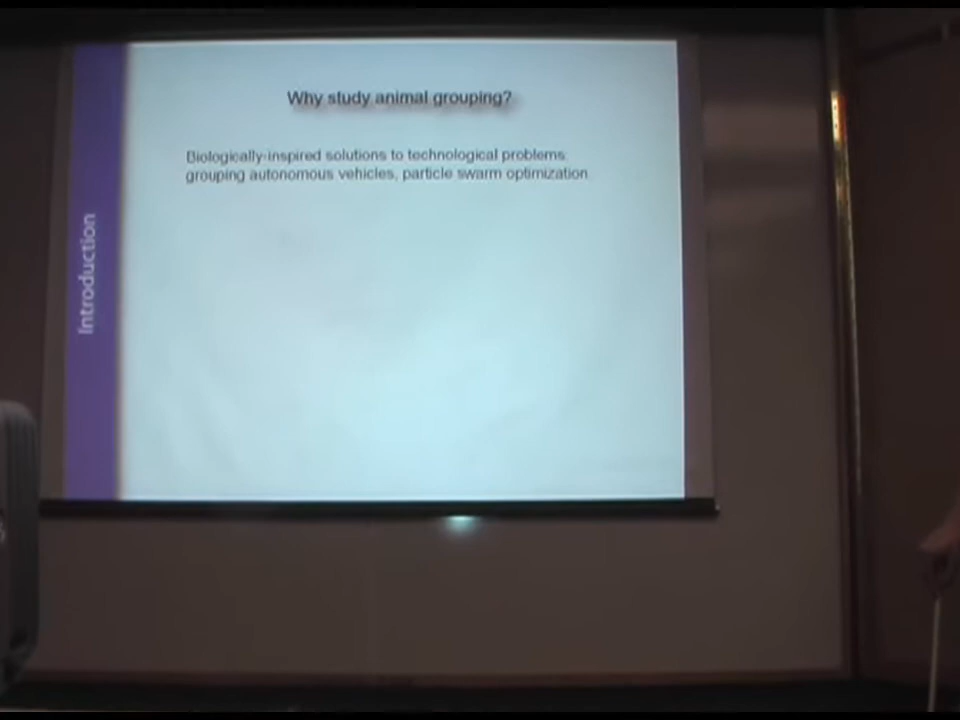 Why study animal grouping?
Biologically-inspired solutions to technological problems:
grouping autonomous vehicles, particle swarm optimization
Introduction